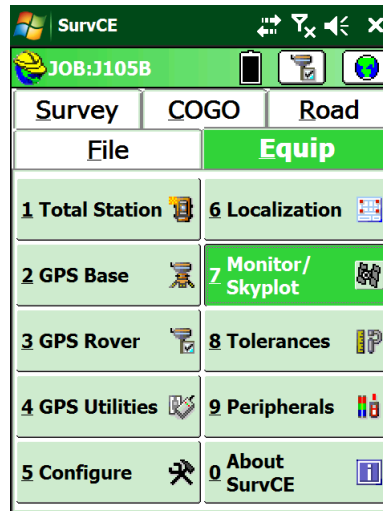 SurvCE
JOB:J105B
Survey
COGO
Road
File
Equip
1 Total Station
6 Localization
2 GPS Base
7 Monitor/
Skyplot
3 GPS Rover
8 Tolerances
4 GPS Utilities
9 Peripherals
5 Configure
0 About
SurvCE